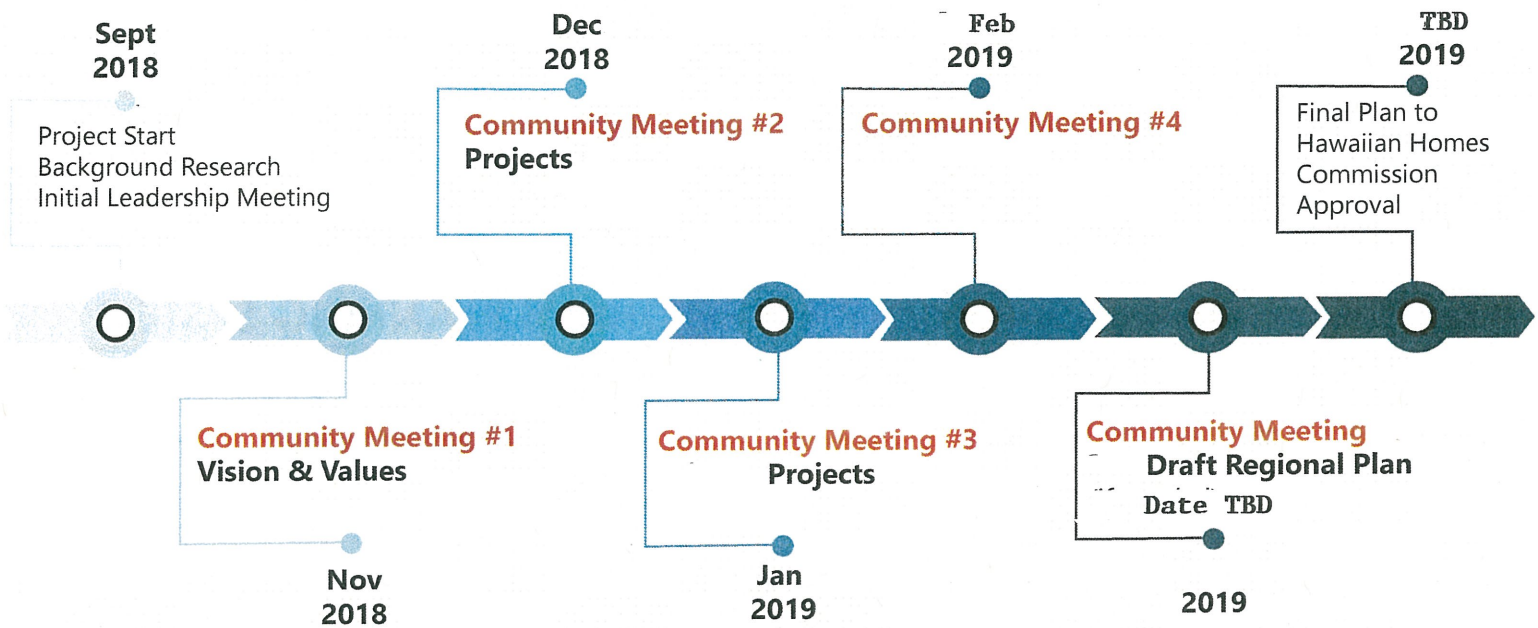 Sept
2018
Project Start
Background Research
Initial Leadership Meeting
Nov
2018
Community Meeting #1
Vision & Values
Dec
2018
Community Meeting #2
Projects
Jan
2019
Community Meeting #3
Projects
Feb
2019
Community Meeting #4
Community Meeting
Draft Regional Plan
Date TBD
2019
TBD
2019
Final Plan to
Hawaiian Homes
Commission
Approval